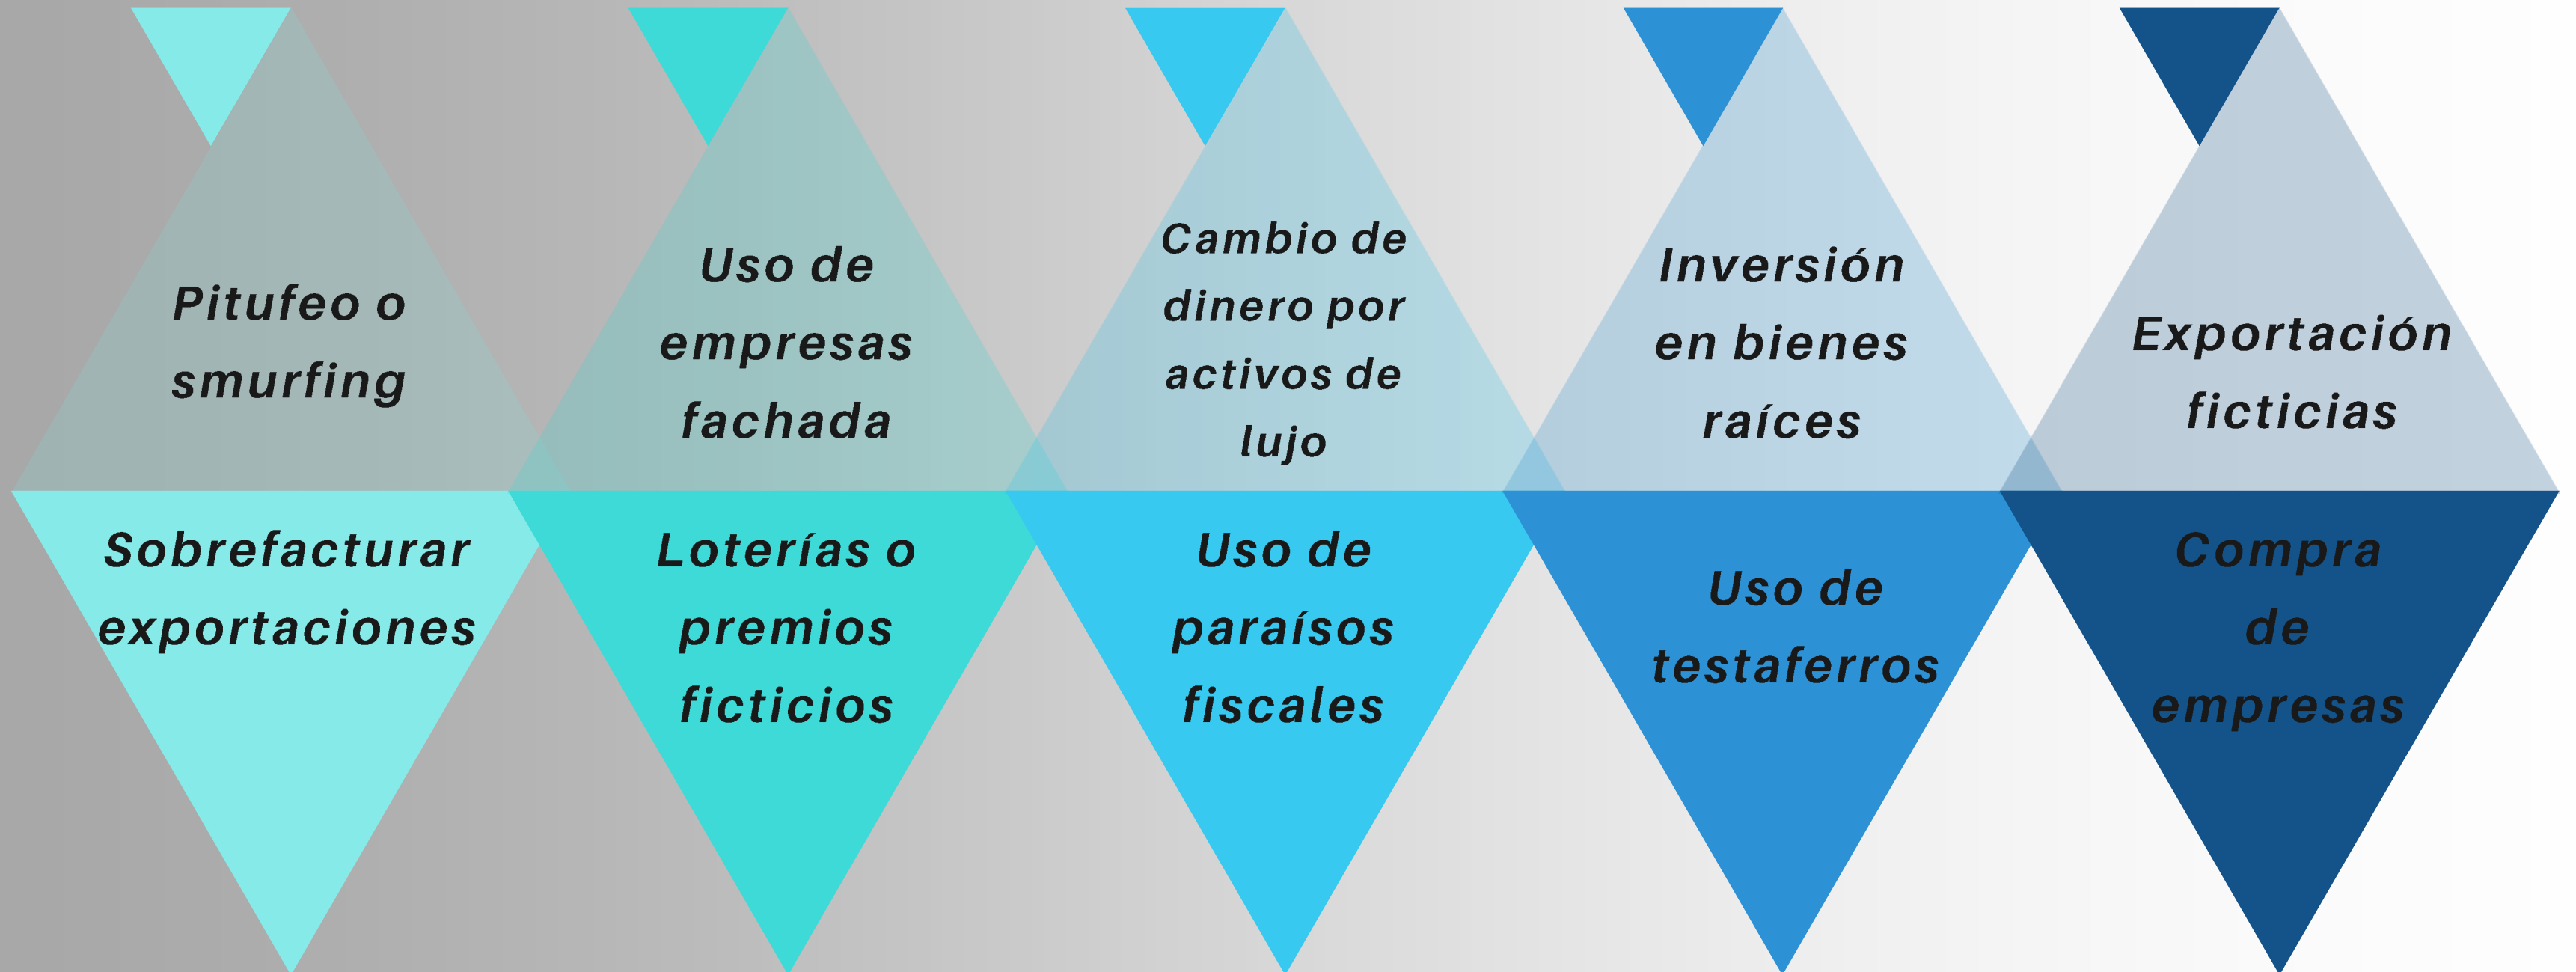 Pitufeo o
smurfing
Uso de
empresas
fachada
Cambio de
dinero por
activos de
lujo
Inversión
en bienes
raíces
Exportación
ficticias
Sobrefacturar
exportaciones
Loterías o
premios
ficticios
Uso de
paraísos
fiscales
Uso de
testaferros
Compra
de
empresas